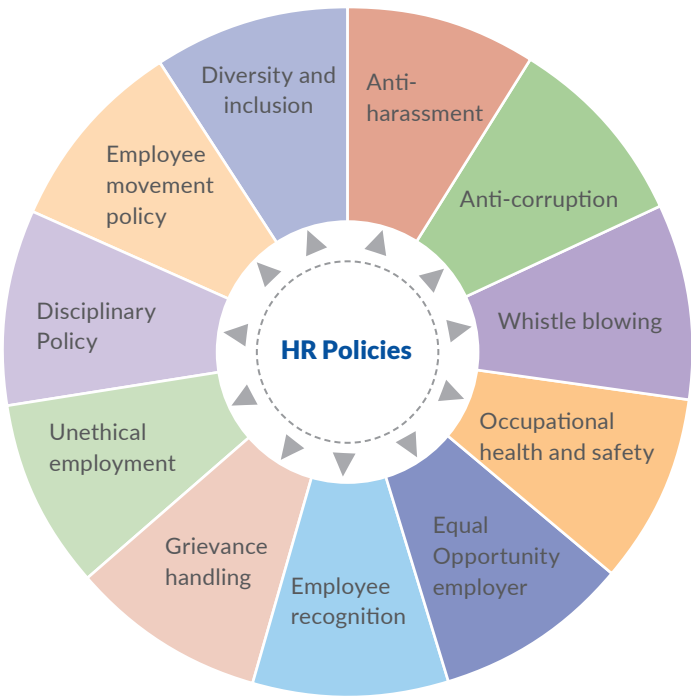 Diversity and
inclusion
Anti-
harassment
Anti-corruption
Whistle blowing
Occupational
health and safety
Equal
Opportunity
employer
Employee
recognition
Grievance
handling
Unethical
employment
Disciplinary
Policy
Employee
movement
policy
HR Policies